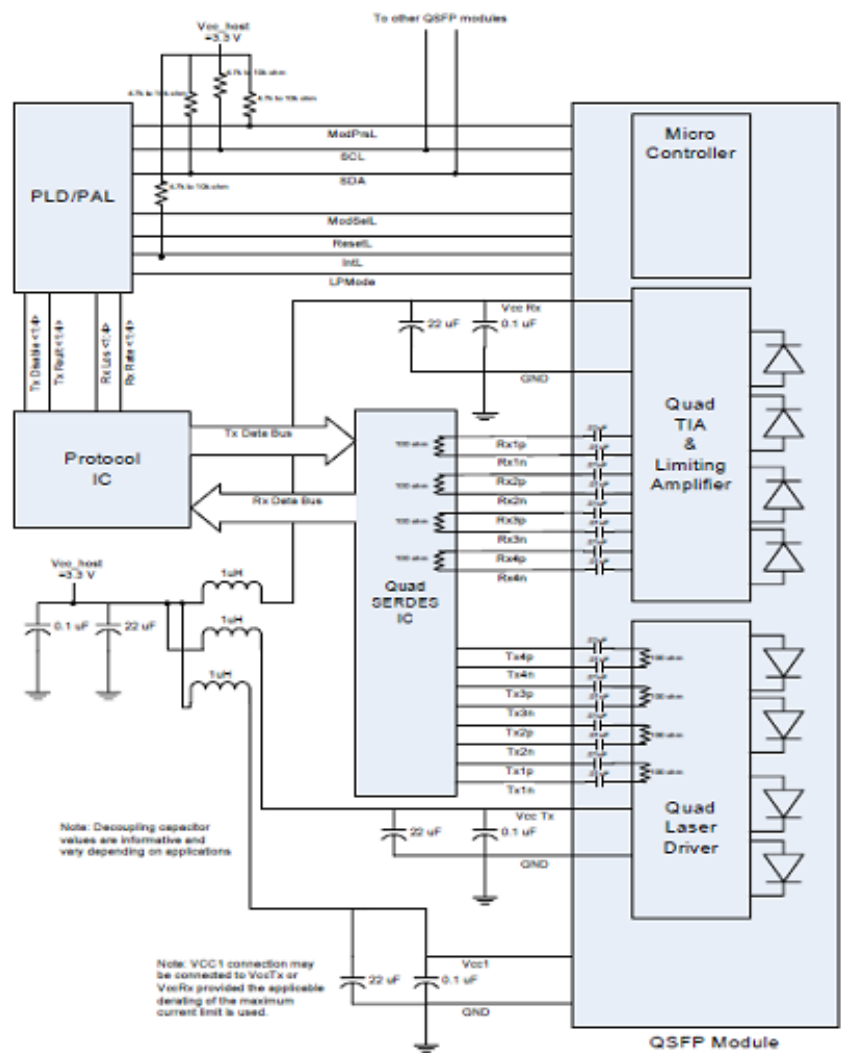 To other QSFP modules
Vcc_host
+3.3 V
4.7k to 10k ohm
4.7k to 10k ohm
4.7k to 10k ohm
4.7k to 10k ohm
PLD/PAL
ModPrsL
SCL
SDA
ModSelL
ResetL
IntL
LPMode
Micro
Controller
Tx Disable <1:4>
Tx Fault <1:4>
Rx Los <1:4>
Rx Rate <1:4>
Vcc Rx
22 uF
0.1 uF
GND
Quad
TIA
&
Limiting
Amplifier
Protocol
IC
Tx Data Bus
Rx Data Bus
100 ohm
100 ohm
100 ohm
100 ohm
Rx1p
Rx1n
Rx2p
Rx2n
Rx3p
Rx3n
Rx4p
Rx4n
Quad
SERDES
IC
Vcc_host
+3.3 V
0.1 uF
22 uF
1uH
1uH
1uH
Tx4p
Tx4n
Tx3p
Tx3n
Tx2p
Tx2n
Tx1p
Tx1n
100 ohm
100 ohm
100 ohm
100 ohm
Quad
Laser
Driver
Vcc Tx
22 uF
0.1 uF
GND
Note: Decoupling capacitor
values are informative and
vary depending on applications
Note: VCC1 connection may
be connected to VccTx or
VccRx provided the applicable
derating of the maximum
current limit is used.
Vcc1
22 uF
0.1 uF
GND
QSFP Module